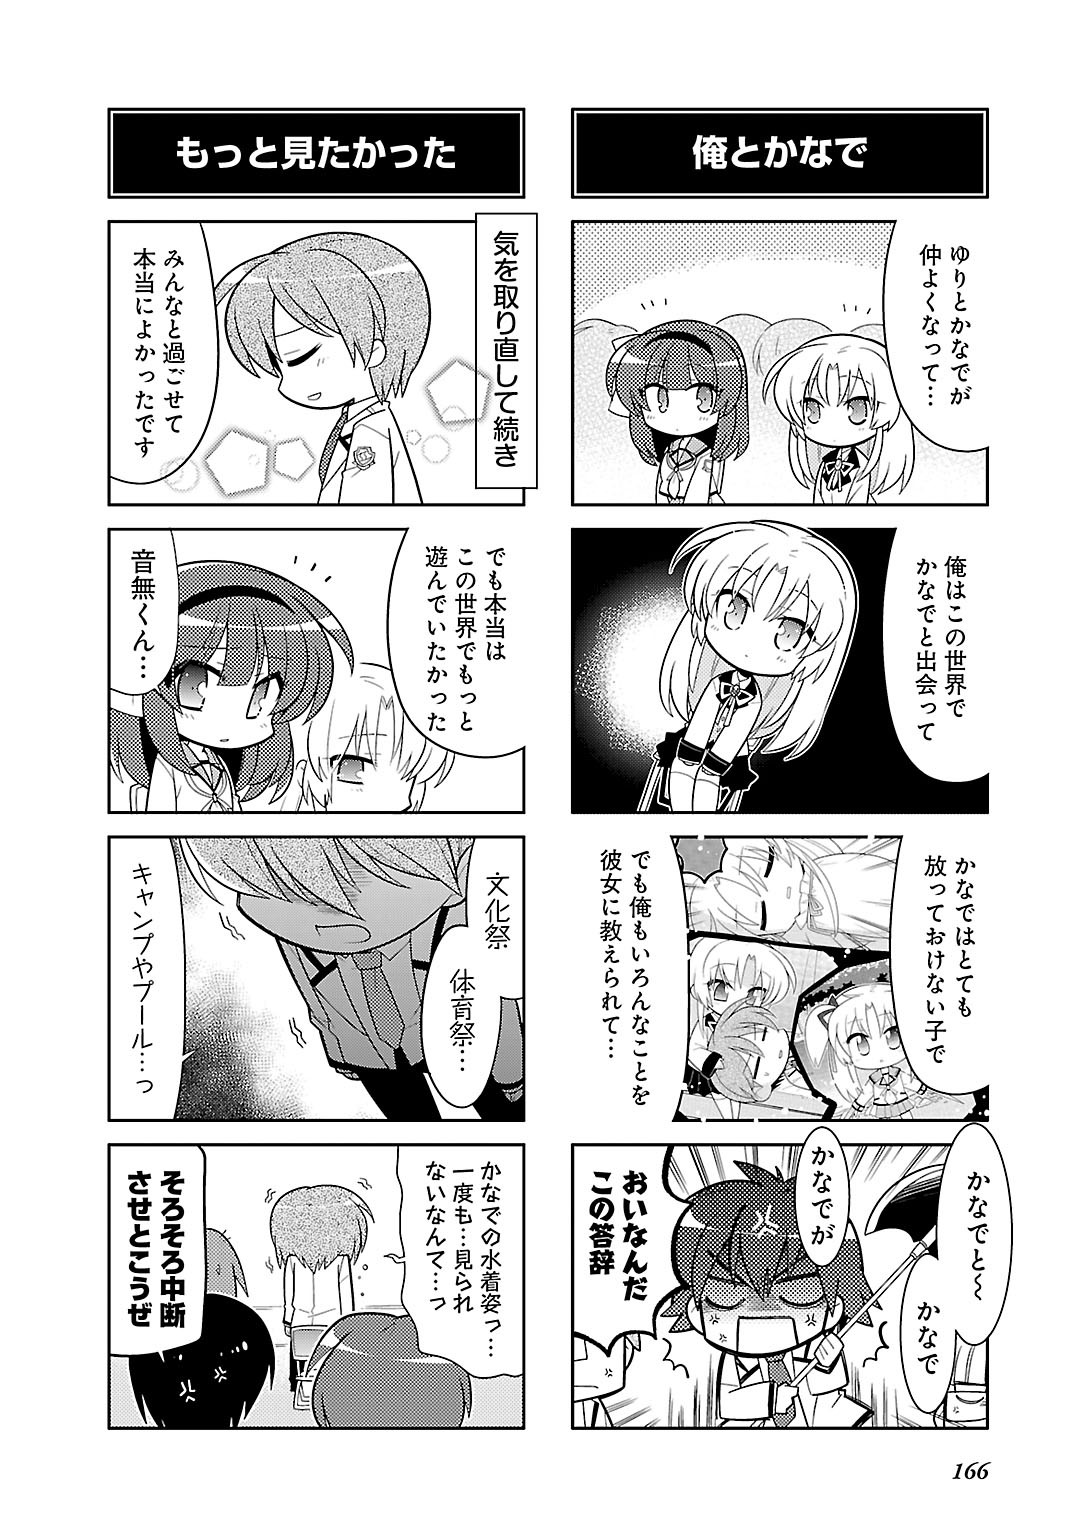 俺とかなで
ゆりとかなでが
仲よくなって…
俺はこの世界で
かなでと出会って
かなではとても
放っておけない子で
でも俺もいろんなことを
彼女に教えられて…
かなでと〜
かなで
かなでが
おいなんだ
この答辞
もっと見たかった
気を取り直して続き
みんなと過ごせて
本当によかったです
でも本当は
この世界でもっと
遊んでいたかった
音無くん…
文化祭
体育祭…
キャンプやプール…っ
かなでの水着姿っ…
一度も…見られ
ないなんて…っ
そろそろ中断
させとこうぜ
166